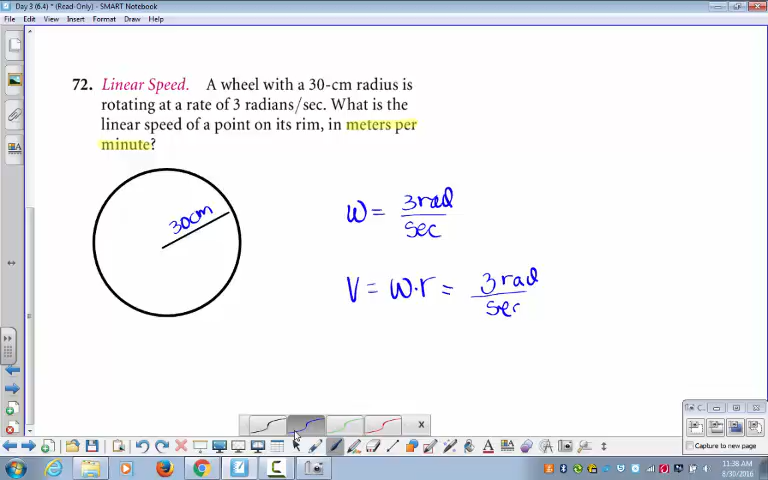 Day 3 (6.4) * (Read-Only) - SMART Notebook
File Edit View Insert Format Draw Help
72. Linear Speed. A wheel with a 30-cm radius is
rotating at a rate of 3 radians/sec. What is the
linear speed of a point on its rim, in meters per
minute?
30cm
ω = 3rad
sec
V = ω·r = 3rad
sec
Capture to new page
11:38 AM
8/30/2016